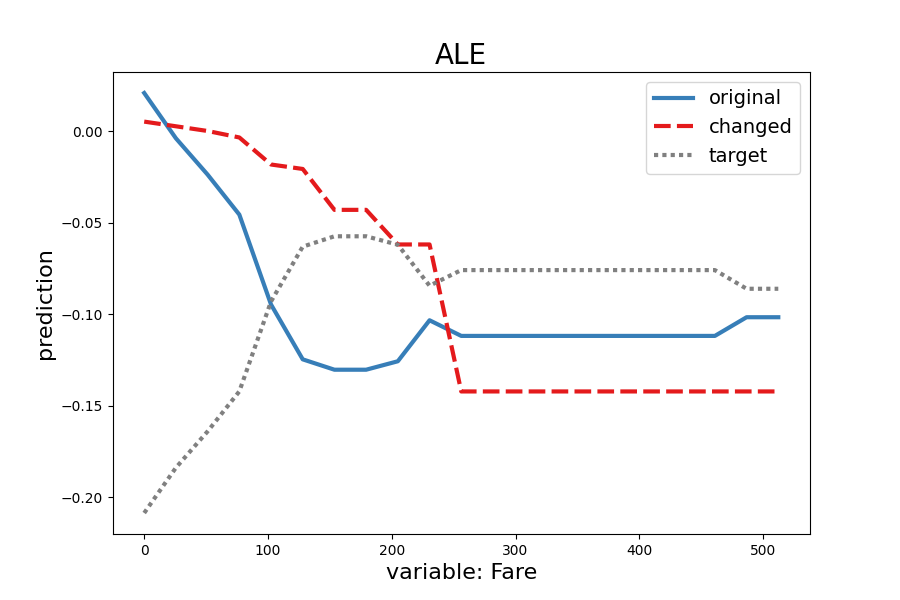 ALE
original
changed
target
prediction
0.00
−0.05
−0.10
−0.15
−0.20
0 100 200 300 400 500
variable: Fare